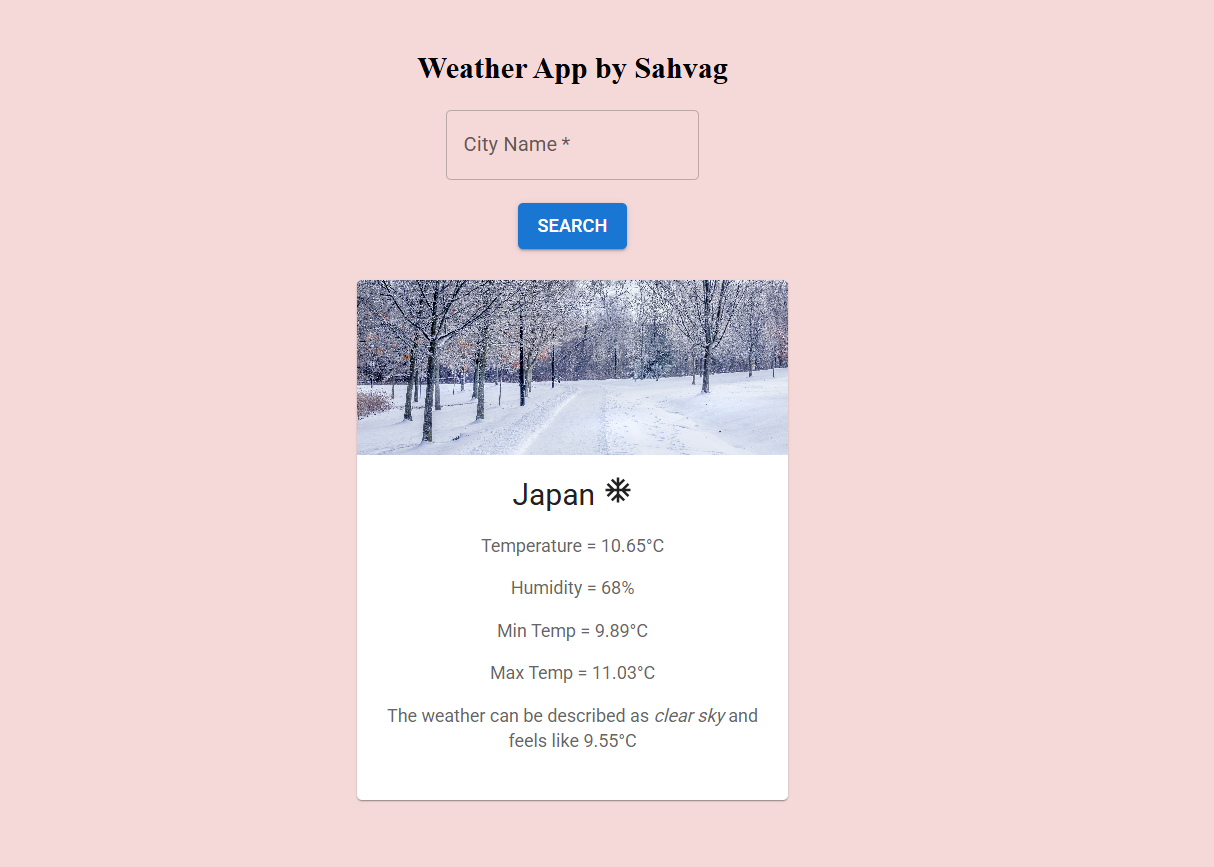 Weather App by Sahvag
City Name *
SEARCH
Japan
Temperature = 10.65°C
Humidity = 68%
Min Temp = 9.89°C
Max Temp = 11.03°C
The weather can be described as clear sky and
feels like 9.55°C